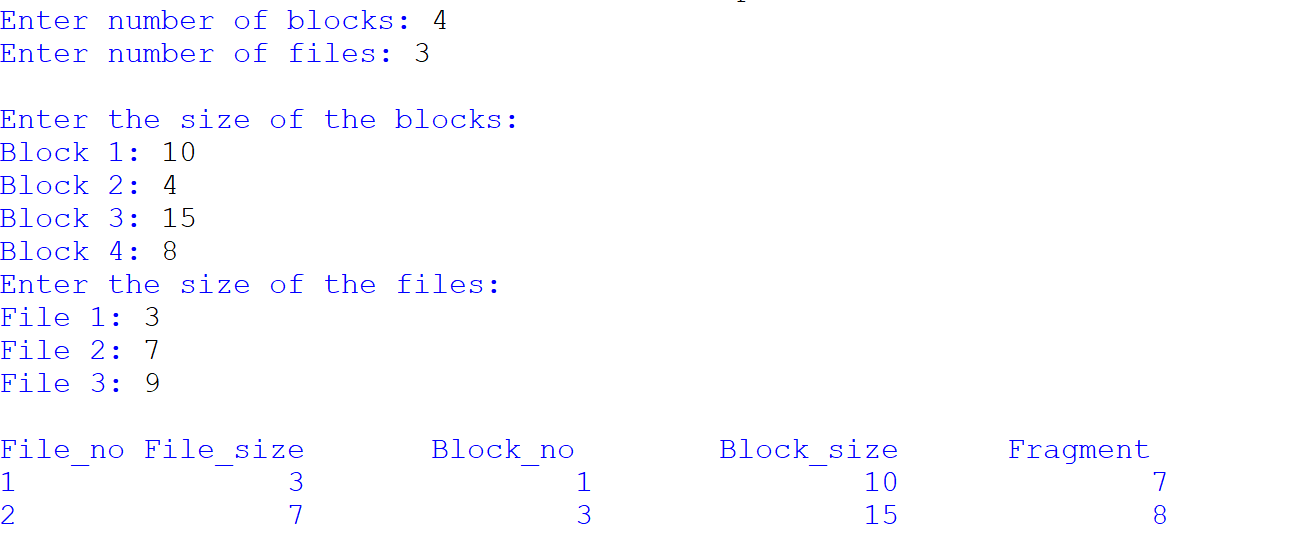 Enter number of blocks: 4
Enter number of files: 3
Enter the size of the blocks:
Block 1: 10
Block 2: 4
Block 3: 15
Block 4: 8
Enter the size of the files:
File 1: 3
File 2: 7
File 3: 9
File_no File_size Block_no Block_size Fragment
1 3 1 10 7
2 7 3 15 8